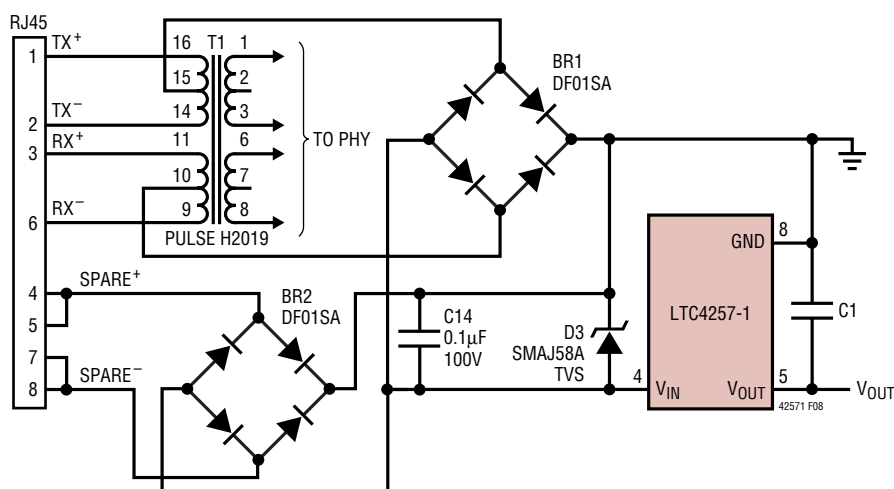 RJ45
1
TX+
2
TX−
3
RX+
6
RX−
4
SPARE+
5
7
8
SPARE−
16
T1
1
15
2
14
3
11
6
10
7
9
8
PULSE H2019
TO PHY
BR1
DF01SA
BR2
DF01SA
C14
0.1µF
100V
D3
SMAJ58A
TVS
GND
8
LTC4257-1
C1
4
VIN
VOUT
5
VOUT
42571 F08